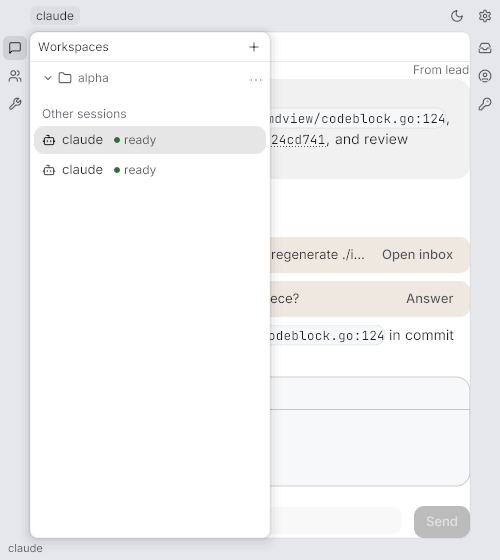 claude
Workspaces
alpha
Other sessions
claude ready
claude ready
From lead
mdview/codeblock.go:124,
24cd741, and review
regenerate ./i... Open inbox
ece? Answer
odeblock.go:124 in commit
Send
claude